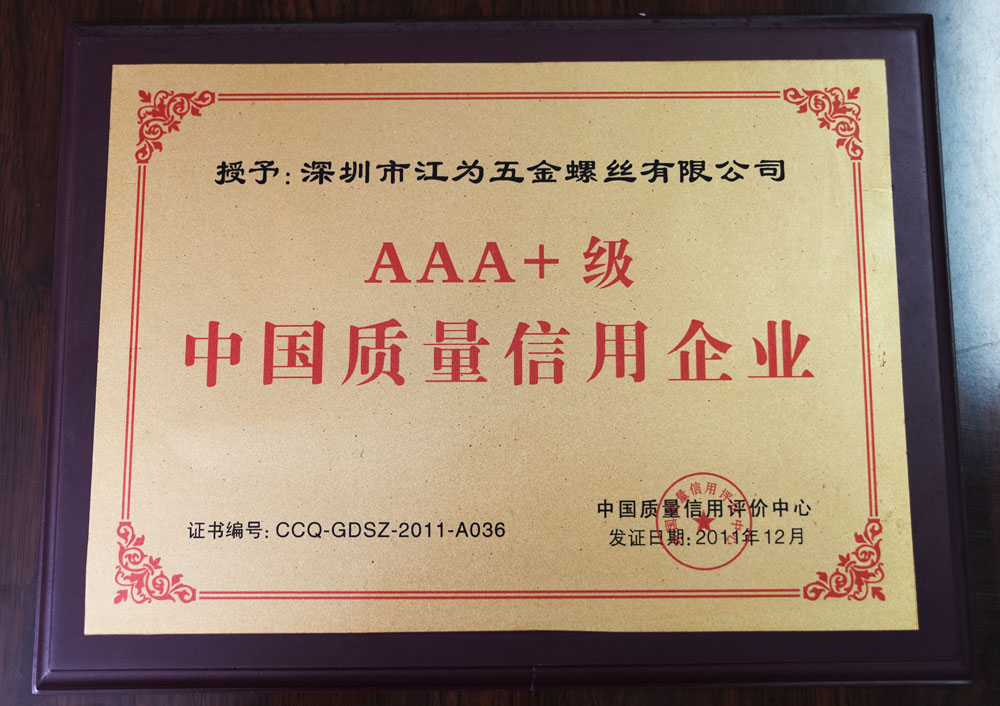 授予:深圳市江为五金螺丝有限公司
AAA+ 级
中国质量信用企业
证书编号: CCQ-GDSZ-2011-A036
中国质量信用评价中心
发证日期:2011年12月